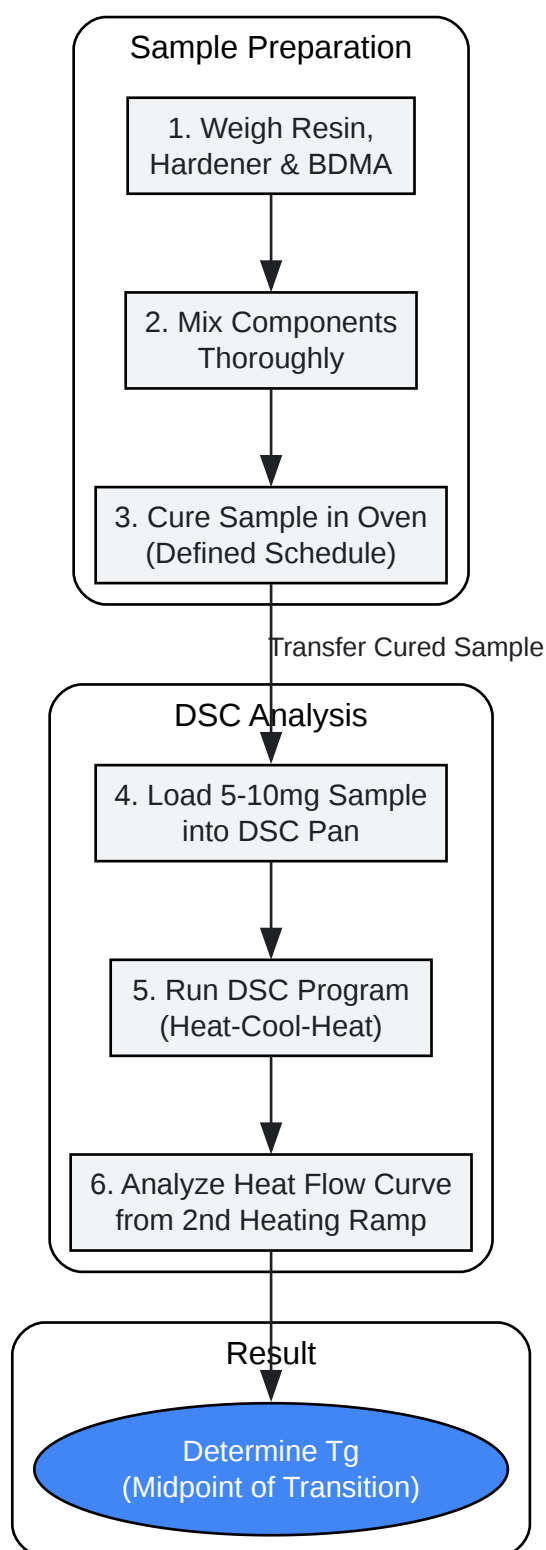 Sample Preparation
1. Weigh Resin,
Hardener & BDMA
2. Mix Components
Thoroughly
3. Cure Sample in Oven
(Defined Schedule)
Transfer Cured Sample
DSC Analysis
4. Load 5-10mg Sample
into DSC Pan
5. Run DSC Program
(Heat-Cool-Heat)
6. Analyze Heat Flow Curve
from 2nd Heating Ramp
Result
Determine Tg
(Midpoint of Transition)